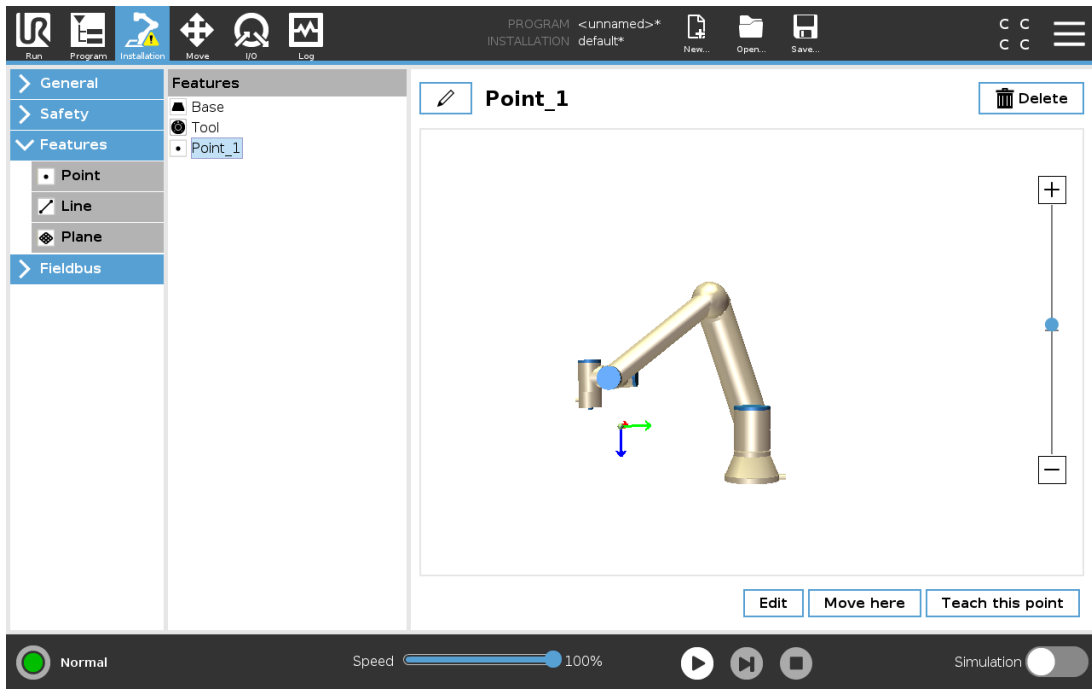 PROGRAM <unnamed>*
INSTALLATION default*
Run Program Installation Move I/O Log New... Open... Save...
C C
C C
General
Safety
Features
Point
Line
Plane
Fieldbus
Features
Base
Tool
Point_1
Point_1
Delete
+
−
Edit Move here Teach this point
Normal Speed 100% Simulation